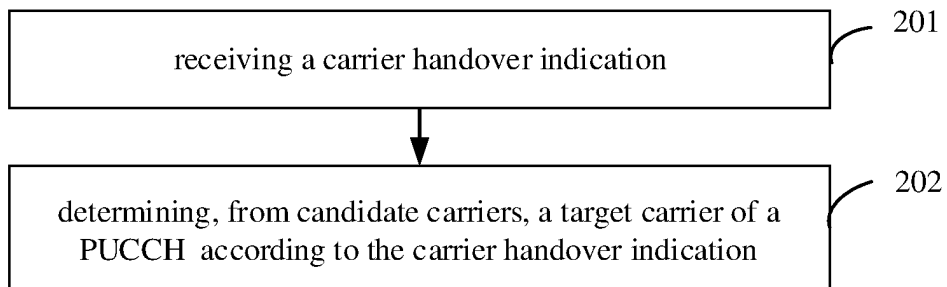 receiving a carrier handover indication
201
determining, from candidate carriers, a target carrier of a
PUCCH according to the carrier handover indication
202